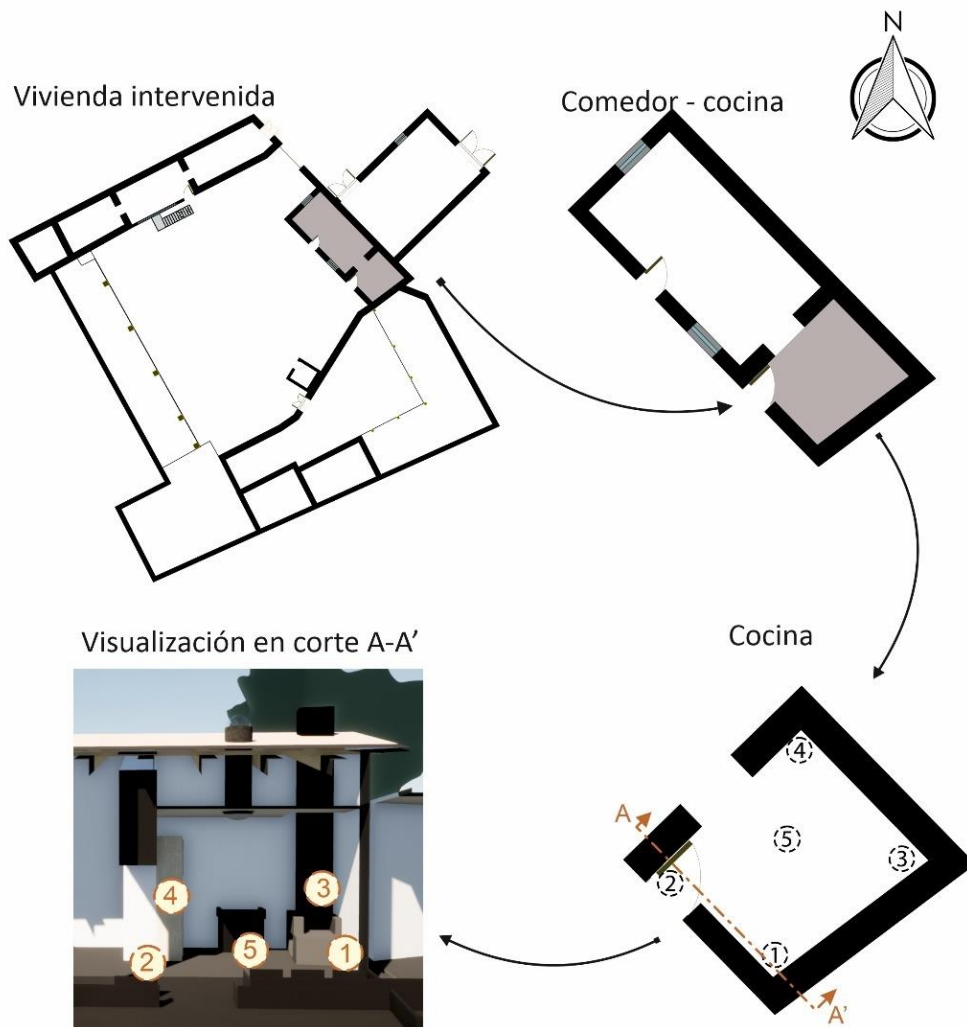 N
Vivienda intervenida
Comedor - cocina
Visualización en corte A-A’
Cocina
4
A
5
3
2
1
A'
4
3
2
5
1